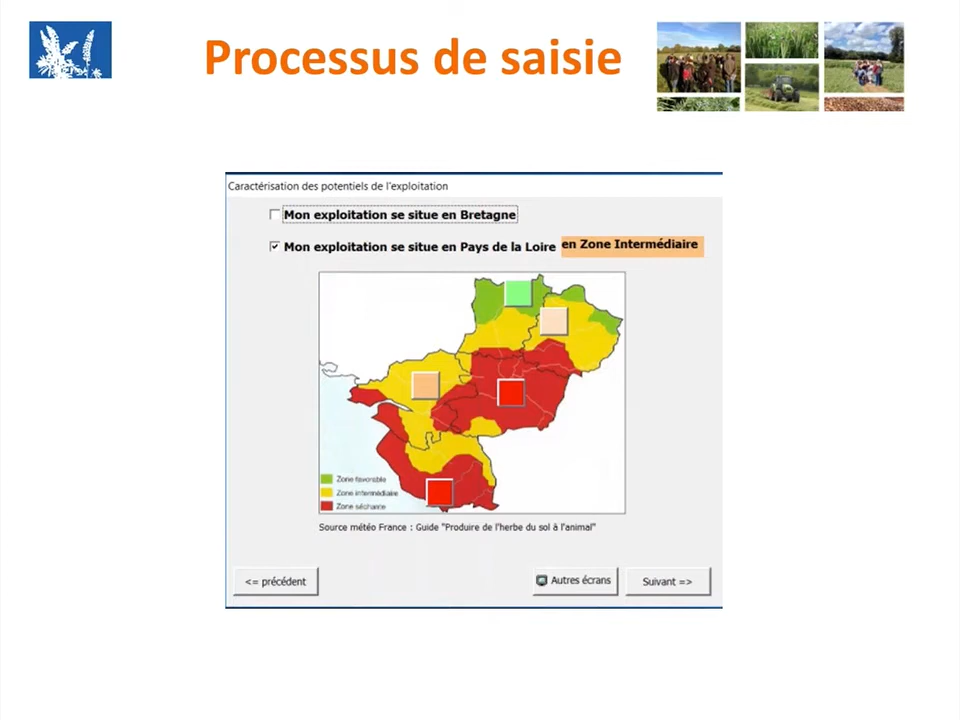 Processus de saisie
Caractérisation des potentiels de l'exploitation
Mon exploitation se situe en Bretagne
Mon exploitation se situe en Pays de la Loire en Zone Intermédiaire
Zone favorable
Zone intermédiaire
Zone séchante
Source météo France : Guide "Produire de l'herbe du sol à l'animal"
<= précédent
Autres écrans
Suivant =>